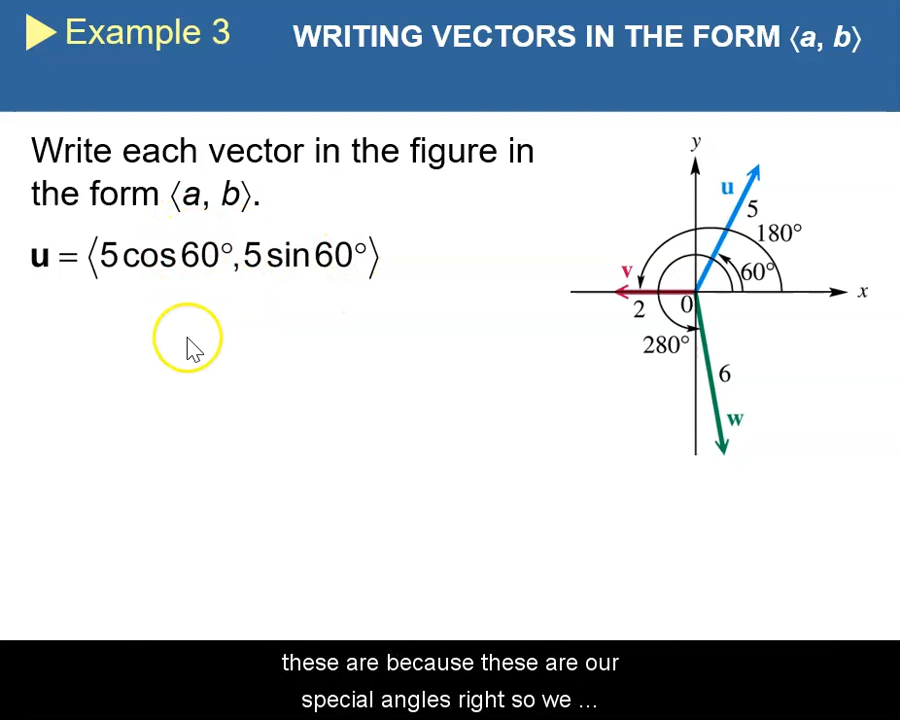 Example 3
WRITING VECTORS IN THE FORM ⟨a, b⟩
Write each vector in the figure in
the form ⟨a, b⟩.
u = ⟨5 cos 60°, 5 sin 60°⟩
y
u
5
180°
60°
v
x
2
0
280°
6
w
these are because these are our
special angles right so we ...